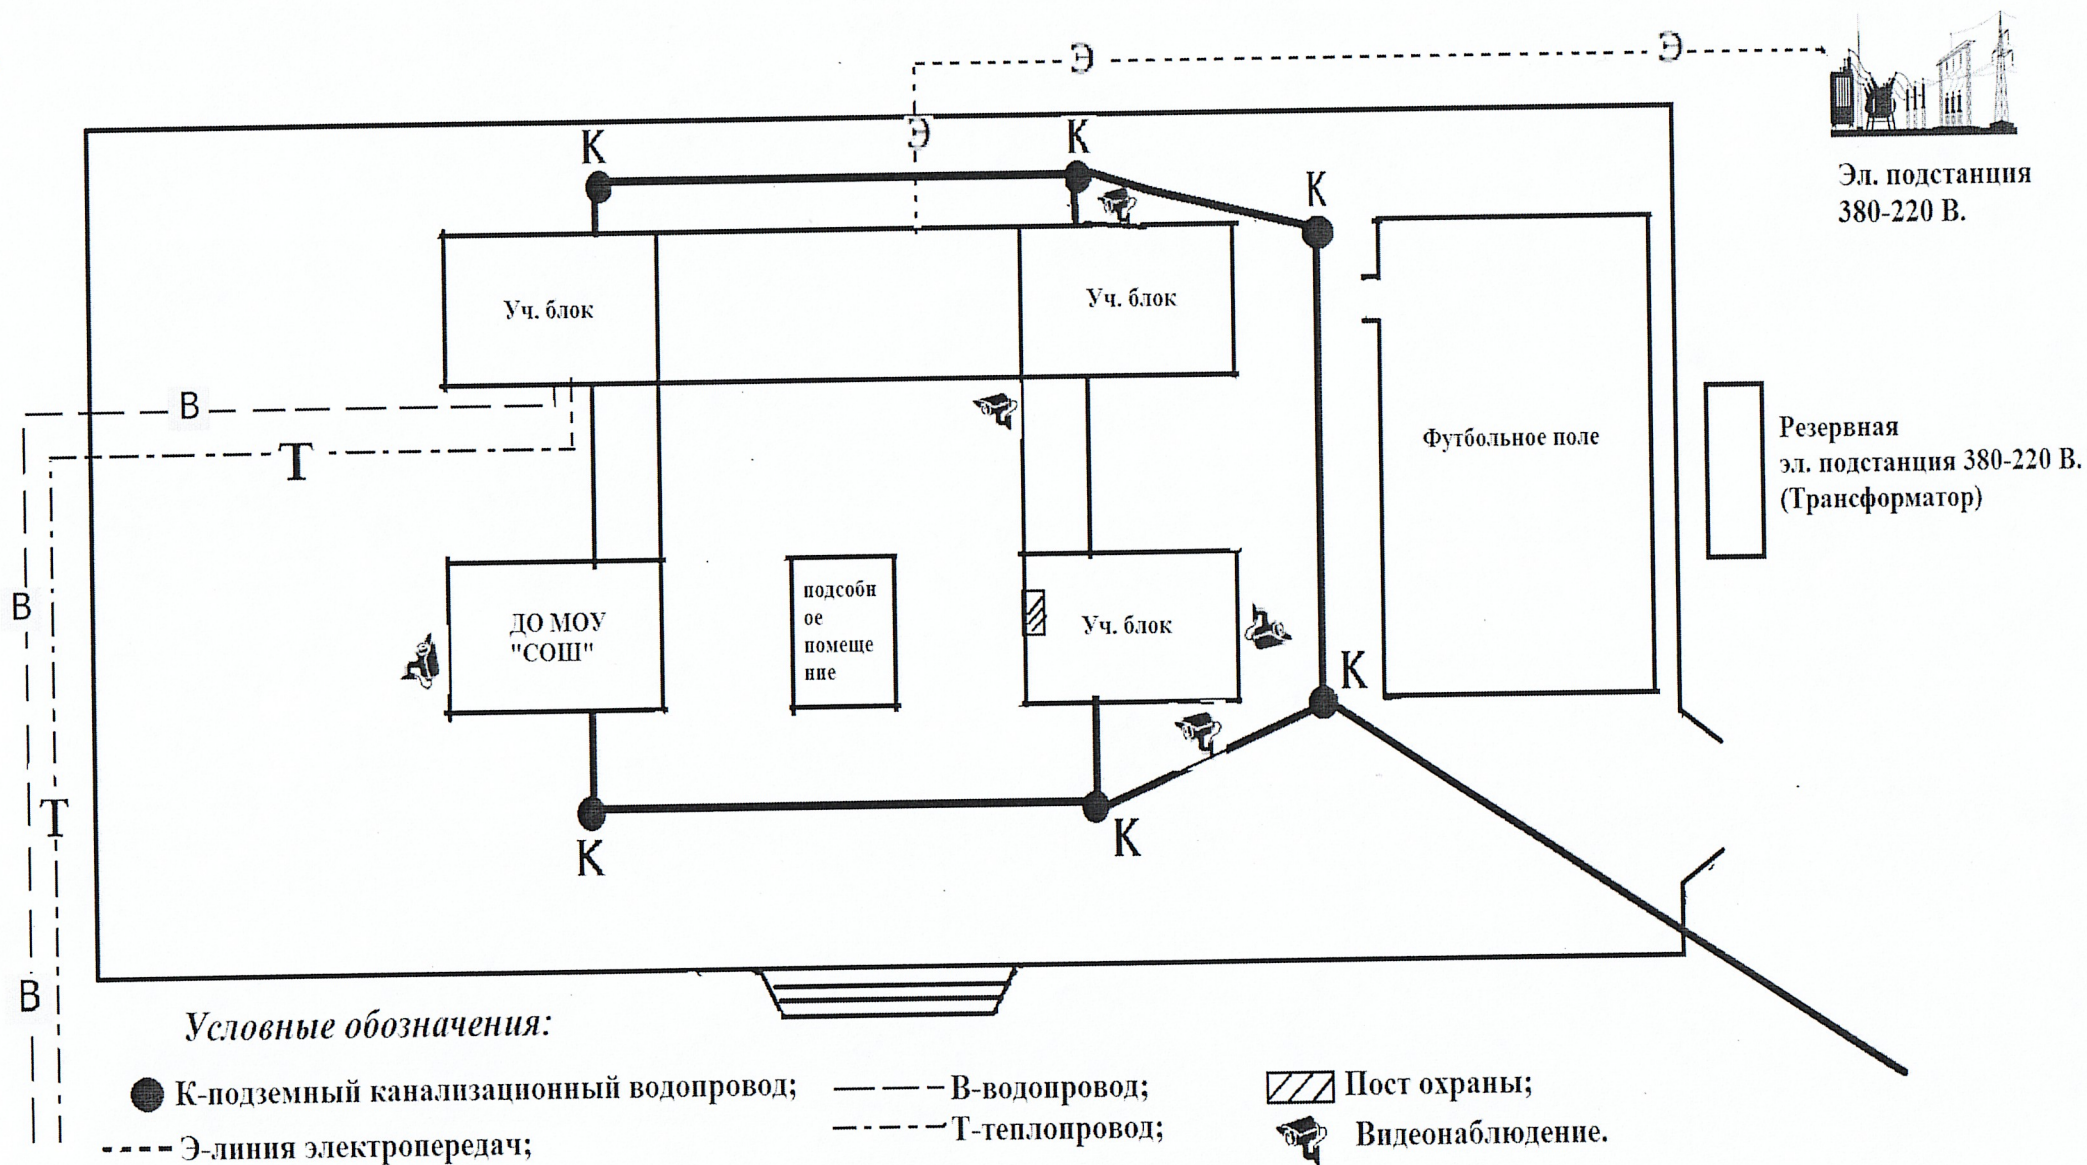 Э
Э
Э
К
К
К
Эл. подстанция
380-220 В.
Уч. блок
Уч. блок
В
Т
Футбольное поле
Резервная
эл. подстанция 380-220 В.
(Трансформатор)
В
ДО МОУ
"СОШ"
подсобн
ое
помеще
ние
Уч. блок
К
Т
К
К
В
Условные обозначения:
К-подземный канализационный водопровод;
В-водопровод;
Пост охраны;
Э-линия электропередач;
Т-теплопровод;
Видеонаблюдение.